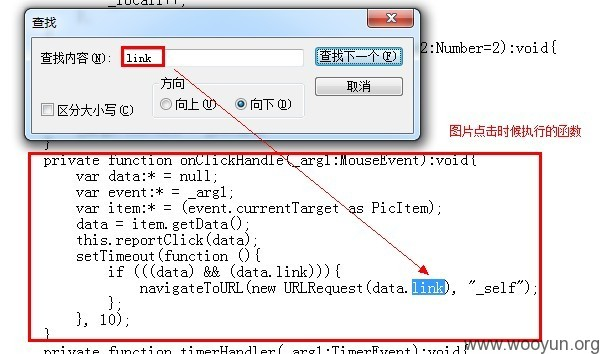 _local1++;
查找
查找内容(N): link
查找下一个(F)
取消
方向
区分大小写(C)
向上(U)
向下(D)
2:Number=2):void{
图片点击时候执行的函数
}
private function onClickHandle(_arg1:MouseEvent):void{
var data:* = null;
var event:* = _arg1;
var item:* = (event.currentTarget as PicItem);
data = item.getData();
this.reportClick(data);
setTimeout(function (){
if (((data) && (data.link))){
navigateToURL(new URLRequest(data.link), "_self");
};
}, 10);
}
private function timerHandler(_arg1:TimerEvent):void{
www.wooyun.org